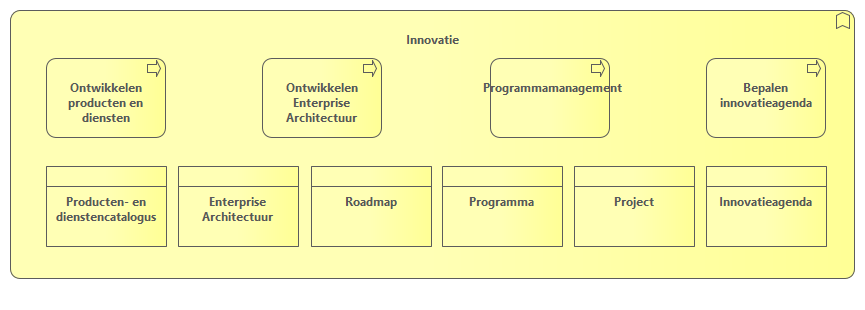 Innovatie
Ontwikkelen
producten en
diensten
Ontwikkelen
Enterprise
Architectuur
Programmamanagement
Bepalen
innovatieagenda
Producten- en
dienstencatalogus
Enterprise
Architectuur
Roadmap
Programma
Project
Innovatieagenda